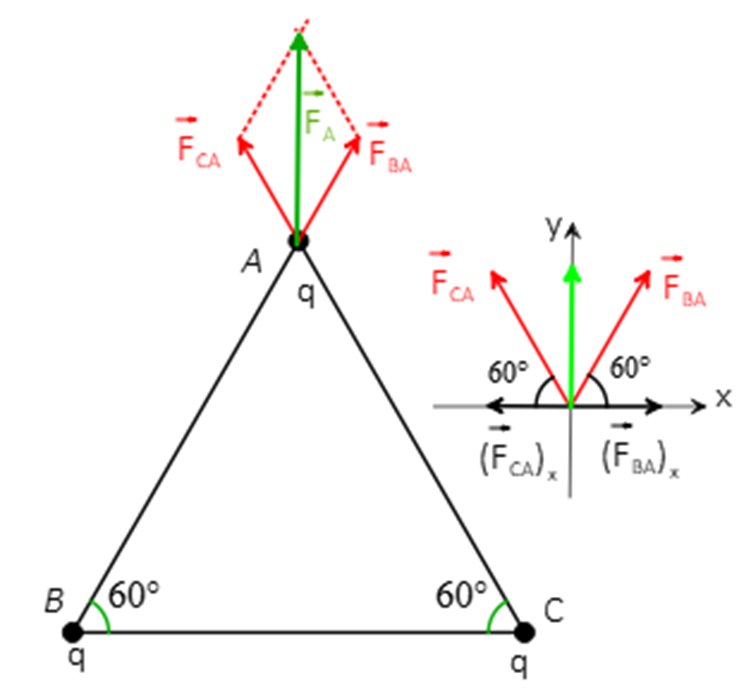 F_A
F_CA
F_BA
A
q
y
F_CA
F_BA
60°
60°
x
(F_CA)_x
(F_BA)_x
B
60°
60°
C
q
q